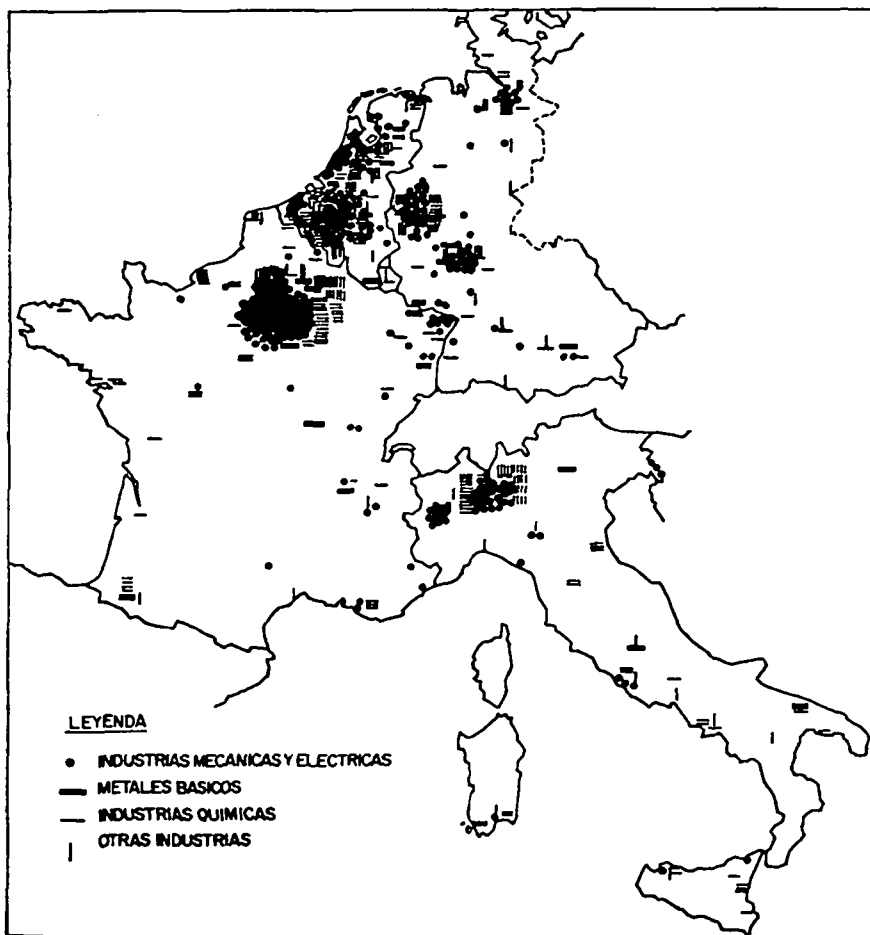 LEYENDA
INDUSTRIAS MECANICAS Y ELECTRICAS
METALES BASICOS
INDUSTRIAS QUIMICAS
OTRAS INDUSTRIAS